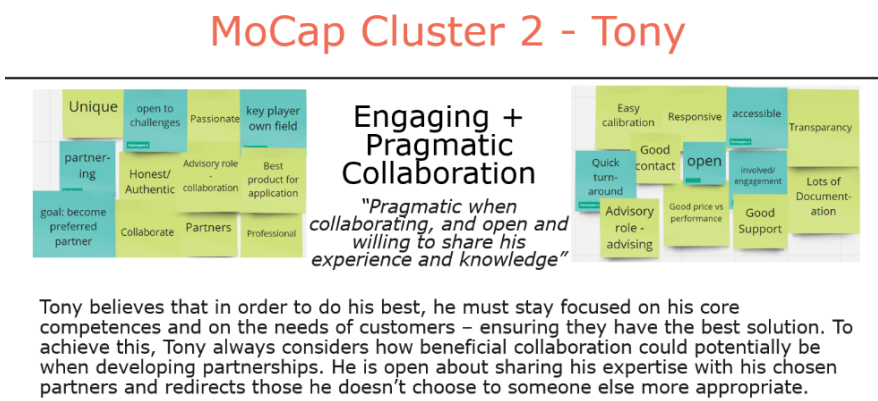 MoCap Cluster 2 - Tony
Unique
open to
challenges
Passionate
key player
own field
partner-
ing
Honest/
Authentic
Advisory role
-
collaboration
Best
product for
application
goal: become
preferred
partner
Collaborate
Partners
Professional
Engaging +
Pragmatic
Collaboration
“Pragmatic when
collaborating, and open and
willing to share his
experience and knowledge”
Easy
calibration
Responsive
accessible
Transparancy
Good
contact
Quick
turn-
around
open
involved/
engagement
Lots of
Document-
ation
Advisory
role -
advising
Good price vs
performance
Good
Support
Tony believes that in order to do his best, he must stay focused on his core
competences and on the needs of customers – ensuring they have the best solution. To
achieve this, Tony always considers how beneficial collaboration could potentially be
when developing partnerships. He is open about sharing his expertise with his chosen
partners and redirects those he doesn’t choose to someone else more appropriate.